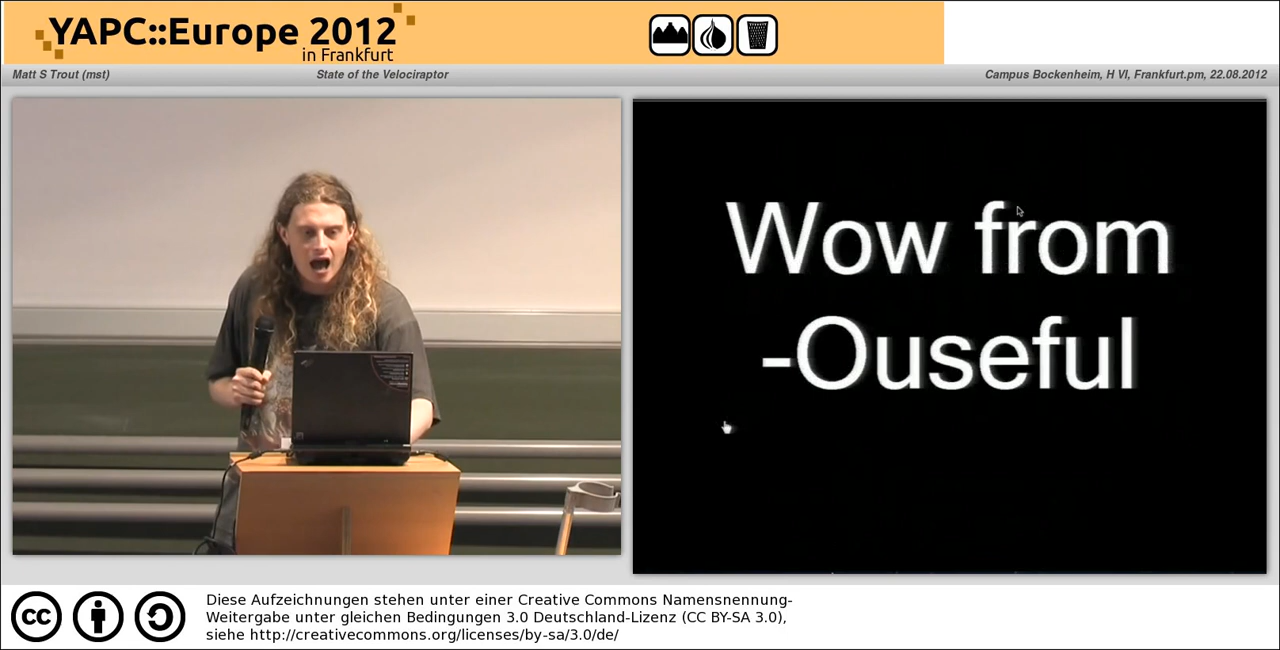 YAPC::Europe 2012
in Frankfurt
Matt S Trout (mst)
State of the Velociraptor
Campus Bockenheim, H VI, Frankfurt.pm, 22.08.2012
Wow from
-Ouseful
cc
Diese Aufzeichnungen stehen unter einer Creative Commons Namensnennung-
Weitergabe unter gleichen Bedingungen 3.0 Deutschland-Lizenz (CC BY-SA 3.0),
siehe http://creativecommons.org/licenses/by-sa/3.0/de/